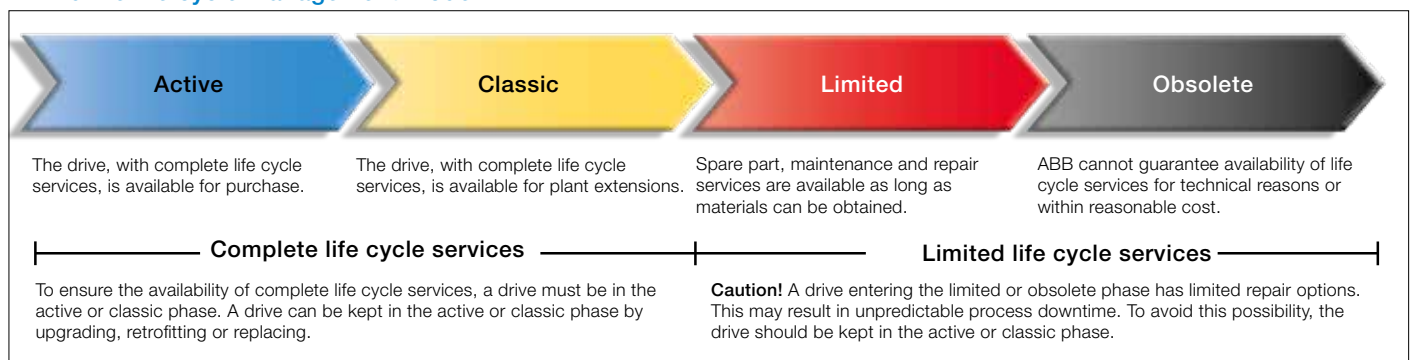 Active
Classic
Limited
Obsolete
The drive, with complete life cycle
services, is available for purchase.
The drive, with complete life cycle
services, is available for plant extensions.
Spare part, maintenance and repair
services are available as long as
materials can be obtained.
ABB cannot guarantee availability of life
cycle services for technical reasons or
within reasonable cost.
Complete life cycle services
Limited life cycle services
To ensure the availability of complete life cycle services, a drive must be in the
active or classic phase. A drive can be kept in the active or classic phase by
upgrading, retrofitting or replacing.
Caution! A drive entering the limited or obsolete phase has limited repair options.
This may result in unpredictable process downtime. To avoid this possibility, the
drive should be kept in the active or classic phase.